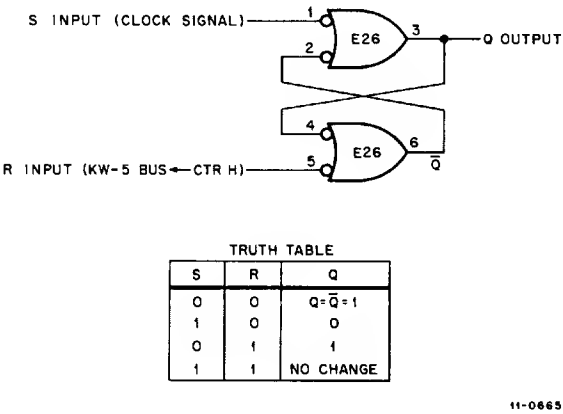 S INPUT (CLOCK SIGNAL) 1
2
E26
3 Q OUTPUT
4
E26
6
Q̅
R INPUT (KW-5 BUS ← CTR H) 5
TRUTH TABLE
S R Q
0 0 Q=Q̅=1
1 0 0
0 1 1
1 1 NO CHANGE
11-0665